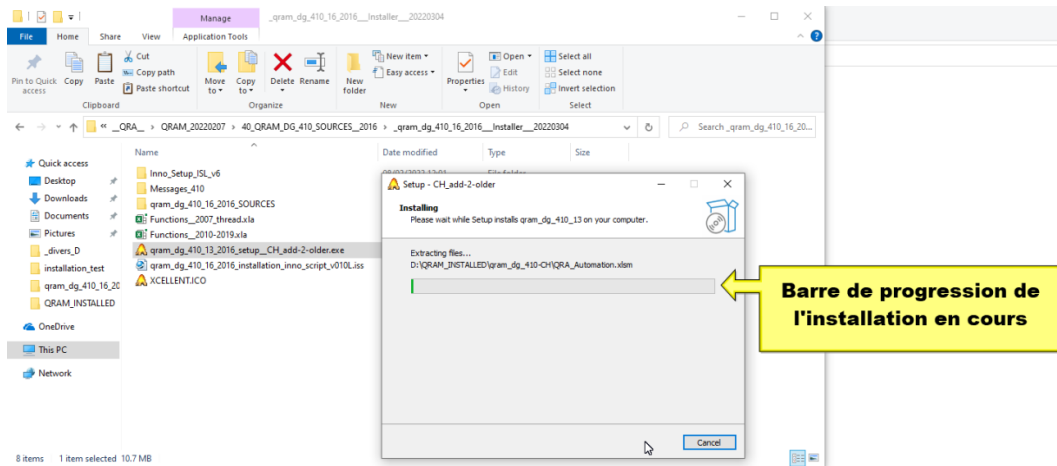 Manage
_qram_dg_410_16_2016__Installer__20220304
File
Home
Share
View
Application Tools
Pin to Quick access
Copy
Paste
Cut
Copy path
Paste shortcut
Move to
Copy to
Delete
Rename
New folder
New item
Easy access
Properties
Open
Edit
History
Select all
Select none
Invert selection
Clipboard
Organize
New
Open
Select
« _QRA_ > QRAM_20220207 > 40_QRAM_DG_410_SOURCES__2016 > _qram_dg_410_16_2016__Installer__20220304
Search _qram_dg_410_16_20...
Name
Date modified
Type
Size
Quick access
Desktop
Downloads
Documents
Pictures
_divers_D
installation_test
qram_dg_410_16_20
QRAM_INSTALLED
OneDrive
This PC
Network
Inno_Setup_ISL_v6
Messages_410
qram_dg_410_16_2016_SOURCES
Functions__2007_thread.xla
Functions__2010-2019.xla
qram_dg_410_13_2016_setup__CH_add-2-older.exe
qram_dg_410_16_2016_installation_inno_script_v010L.iss
XCELLENT.ICO
Setup - CH_add-2-older
Installing
Please wait while Setup installs qram_dg_410_13 on your computer.
Extracting files...
D:\QRAM_INSTALLED\qram_dg_410-CH\QRA_Automation.xlsm
Cancel
Barre de progression de
l'installation en cours
8 items
1 item selected 10.7 MB